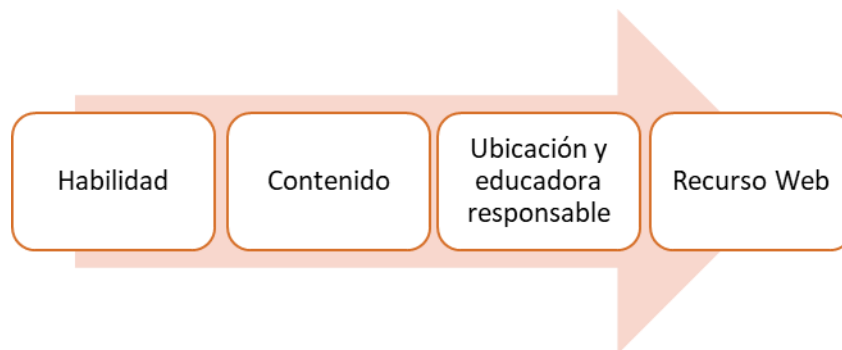 Habilidad
Contenido
Ubicación y
educadora
responsable
Recurso Web